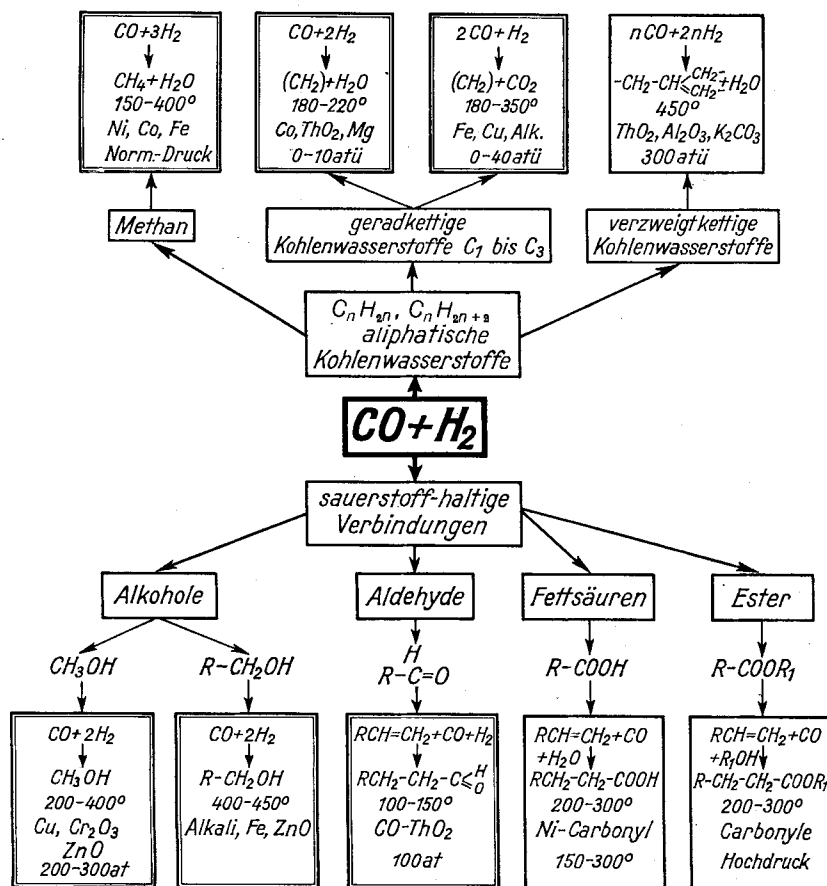 CO+3H₂
CH₄+H₂O
150-400°
Ni, Co, Fe
Norm.-Druck
CO+2H₂
(CH₂)+H₂O
180-220°
Co, ThO₂, Mg
0-10atü
2CO+H₂
(CH₂)+CO₂
180-350°
Fe, Cu, Alk.
0-40atü
nCO+2nH₂
-CH₂-CH<CH₂-CH₂-+H₂O
450°
ThO₂, Al₂O₃, K₂CO₃
300atü
Methan
geradkettige
Kohlenwasserstoffe C₁ bis C₃
verzweigtkettige
Kohlenwasserstoffe
CₙH₂ₙ, CₙH₂ₙ₊₂
aliphatische
Kohlenwasserstoffe
CO+H₂
sauerstoff-haltige
Verbindungen
Alkohole
Aldehyde
Fettsäuren
Ester
CH₃OH
R-CH₂OH
H
R-C=O
R-COOH
R-COOR₁
CO+2H₂
CH₃OH
200-400°
Cu, Cr₂O₃
ZnO
200-300at
CO+2H₂
R-CH₂OH
400-450°
Alkali, Fe, ZnO
RCH=CH₂+CO+H₂
RCH₂-CH₂-C≤H O
100-150°
CO-ThO₂
100at
RCH=CH₂+CO
+H₂O
RCH₂-CH₂-COOH
200-300°
Ni-Carbonyl
150-300°
RCH=CH₂+CO
+R₁OH
R-CH₂-CH₂-COOR₁
200-300°
Carbonyle
Hochdruck